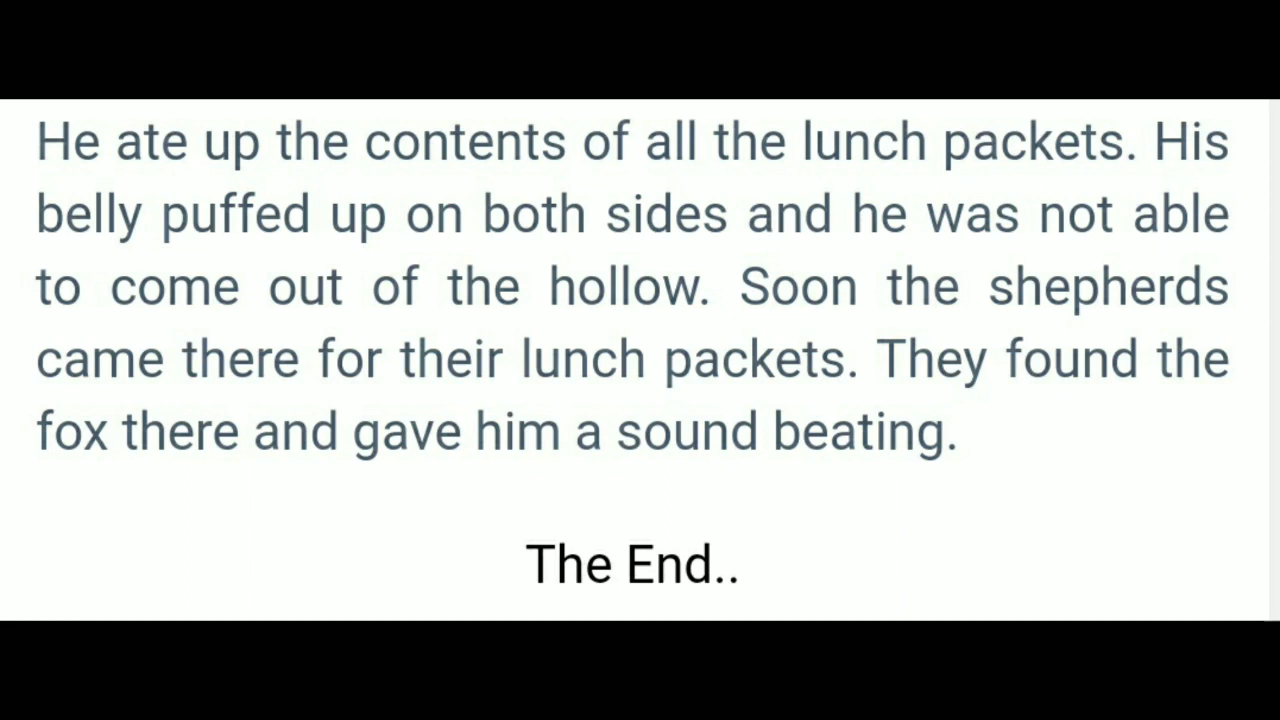 He ate up the contents of all the lunch packets. His
belly puffed up on both sides and he was not able
to come out of the hollow. Soon the shepherds
came there for their lunch packets. They found the
fox there and gave him a sound beating.
The End..